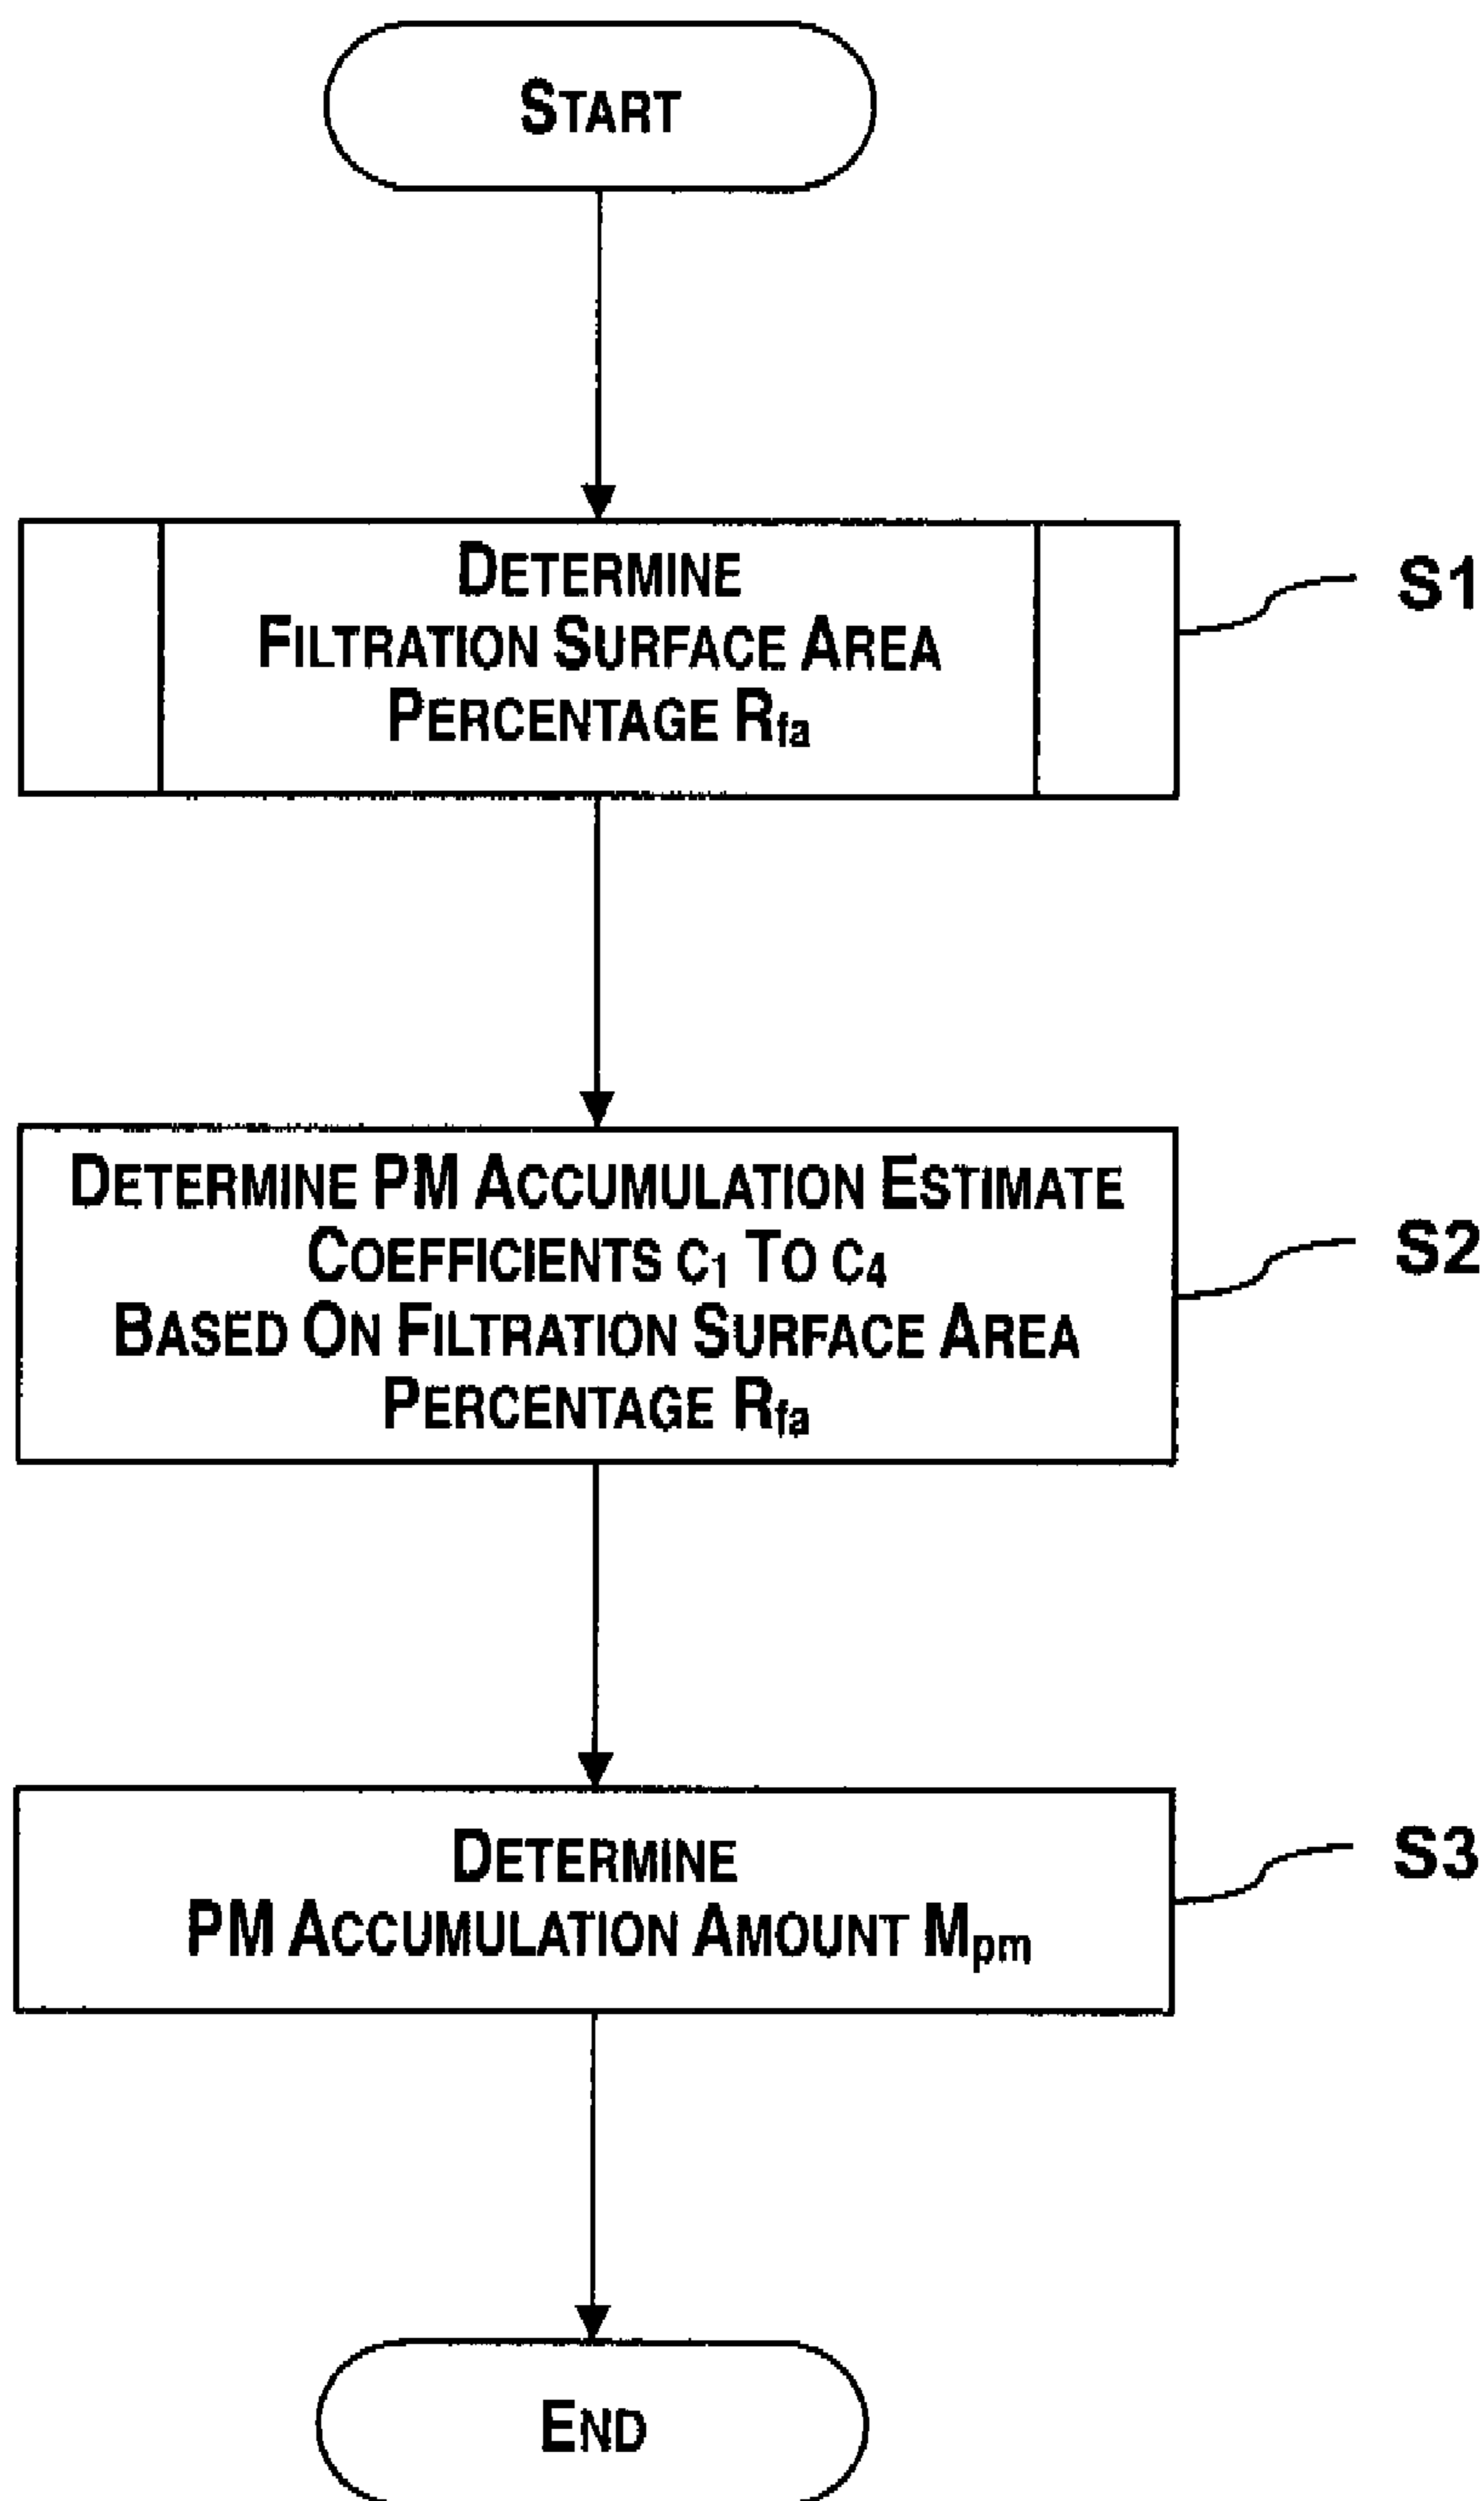 START
DETERMINE
FILTRATION SURFACE AREA
PERCENTAGE Rfa
S1
DETERMINE PM ACCUMULATION ESTIMATE
COEFFICIENTS C1 TO C4
BASED ON FILTRATION SURFACE AREA
PERCENTAGE Rfa
S2
DETERMINE
PM ACCUMULATION AMOUNT Mpm
S3
END